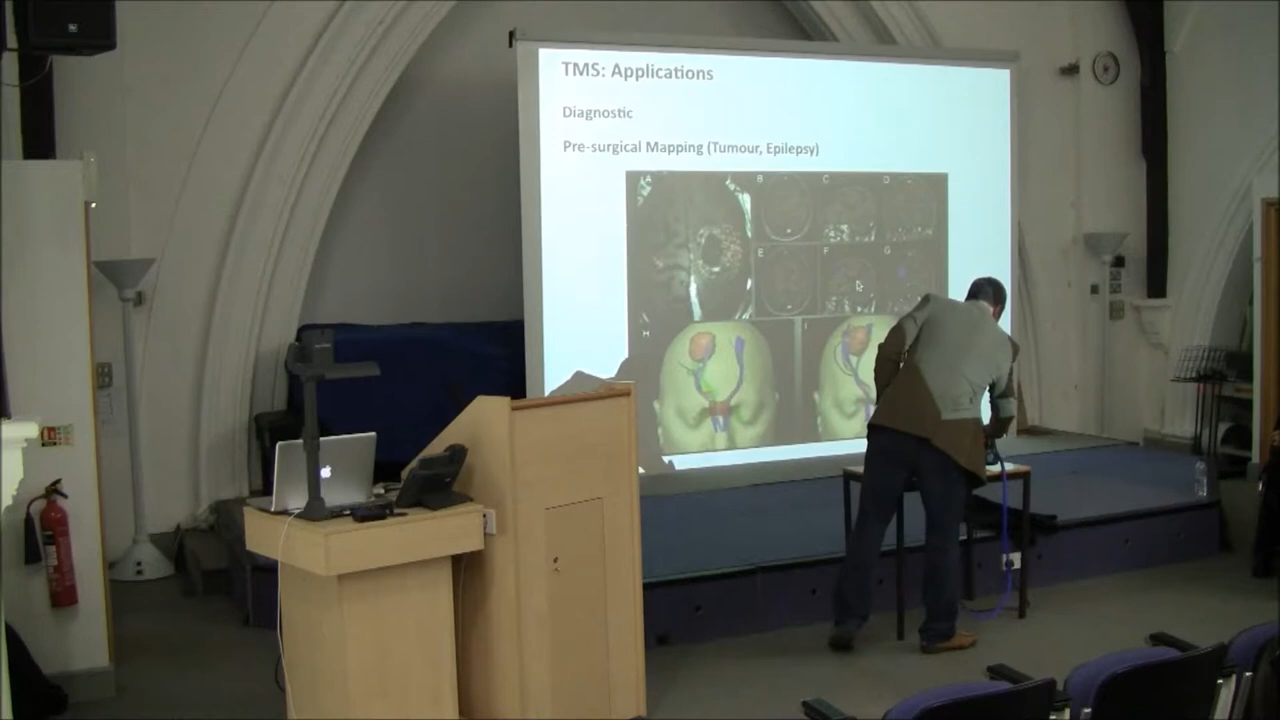 TMS: Applications
Diagnostic
Pre-surgical Mapping (Tumour, Epilepsy)
A
B
C
D
E
F
G
H